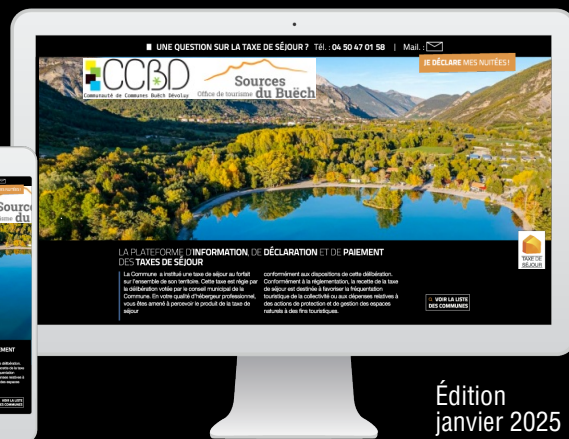 UNE QUESTION SUR LA TAXE DE SÉJOUR ? Tél. : 04 50 47 01 58 | Mail. :
JE DÉCLARE MES NUITÉES !
CCBD
Communauté de Communes Buëch Dévoluy
Sources
Office de tourisme du Buëch
LA PLATEFORME D'INFORMATION, DE DÉCLARATION ET DE PAIEMENT
DES TAXES DE SÉJOUR
La Commune a institué une taxe de séjour au forfait
sur l'ensemble de son territoire. Cette taxe est régie par
la délibération votée par le conseil municipal de la
Commune. En votre qualité d'hébergeur professionnel,
vous êtes amené à percevoir le produit de la taxe de
séjour
conformément aux dispositions de cette délibération.
Conformément à la réglementation, la recette de la taxe
de séjour est destinée à favoriser la fréquentation
touristique de la collectivité ou aux dépenses relatives à
des actions de protection et de gestion des espaces
naturels à des fins touristiques.
TAXE DE
SÉJOUR
VOIR LA LISTE
DES COMMUNES
Sourc
isme du
EMENT
VOIR LA LISTE
DES COMMUNES
Édition
janvier 2025